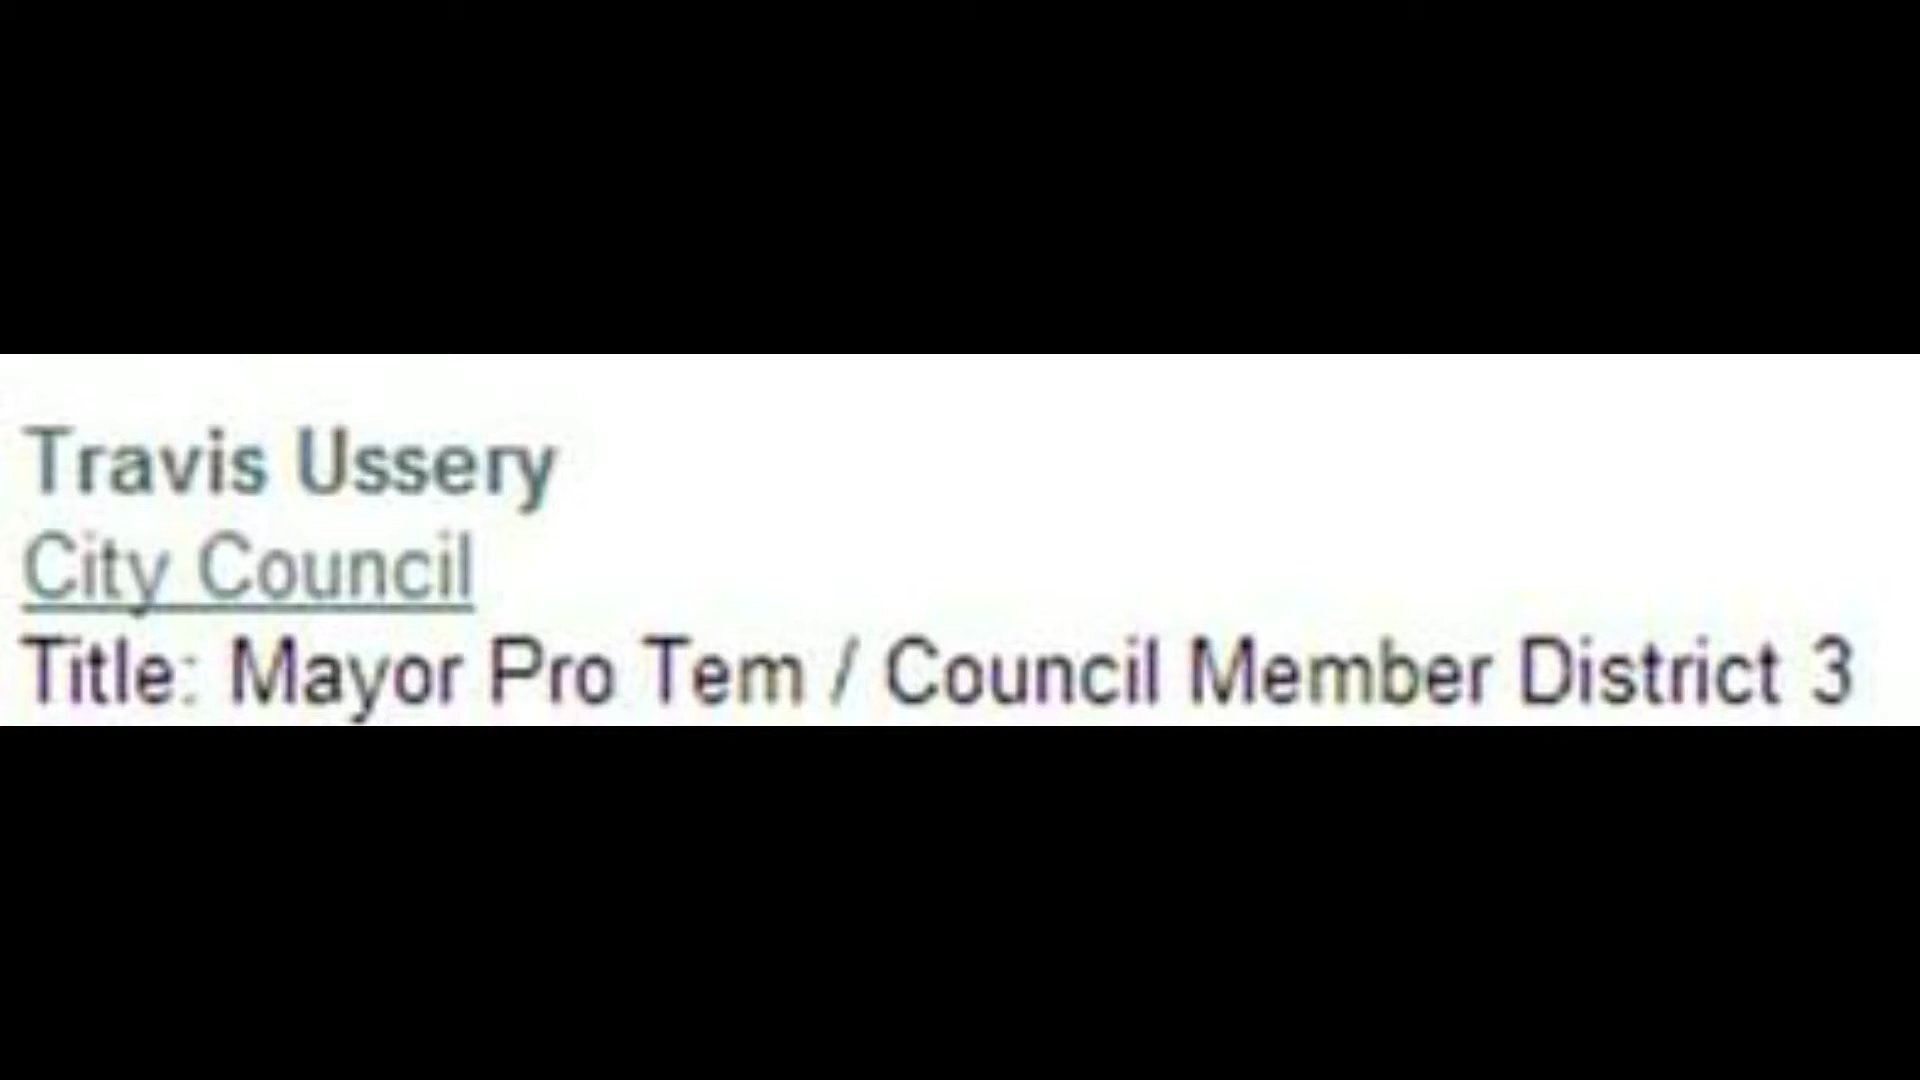 Travis Ussery
City Council
Title: Mayor Pro Tem / Council Member District 3